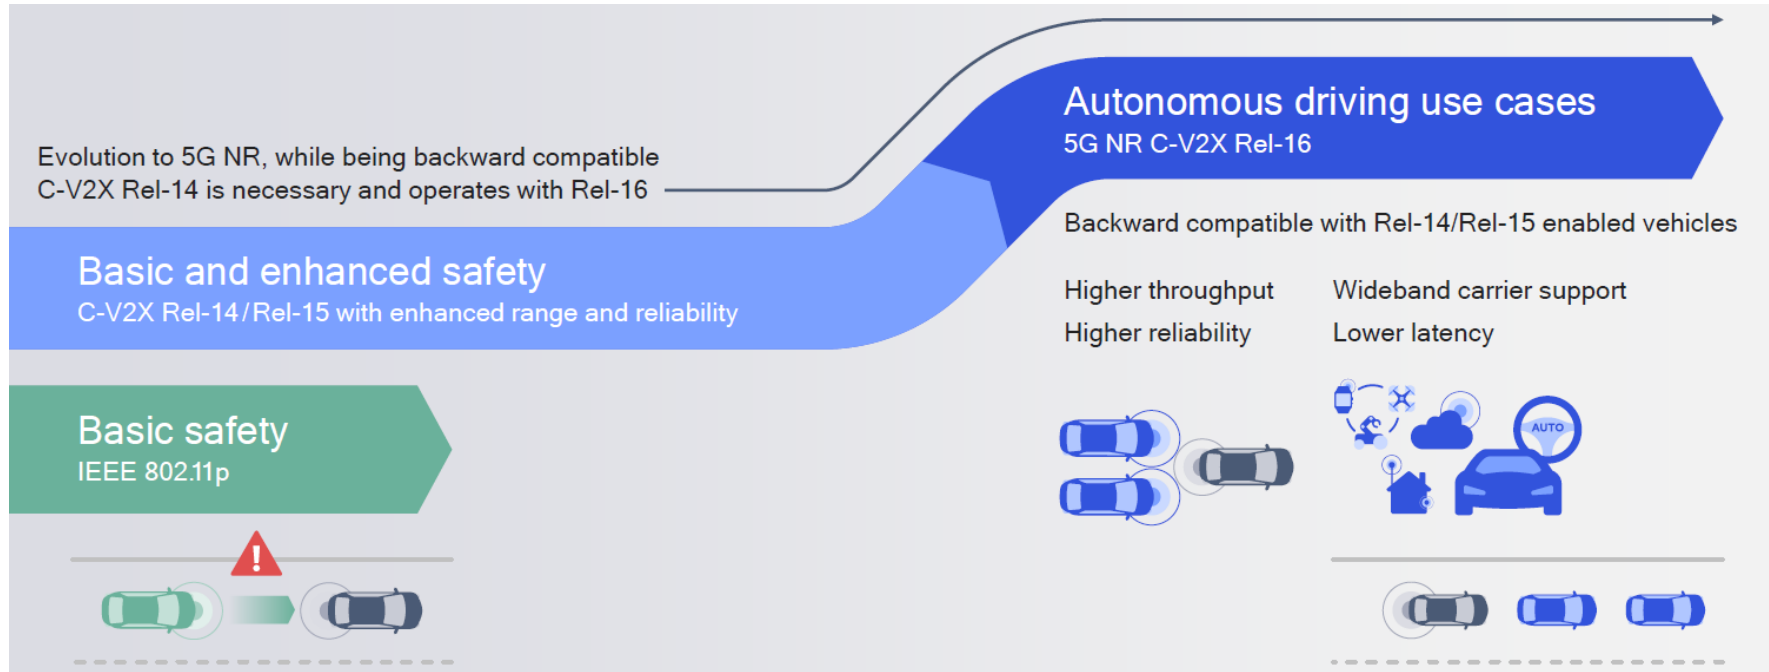 Evolution to 5G NR, while being backward compatible
C-V2X Rel-14 is necessary and operates with Rel-16
Autonomous driving use cases
5G NR C-V2X Rel-16
Basic and enhanced safety
C-V2X Rel-14/Rel-15 with enhanced range and reliability
Backward compatible with Rel-14/Rel-15 enabled vehicles
Higher throughput
Wideband carrier support
Higher reliability
Lower latency
Basic safety
IEEE 802.11p
AUTO
!